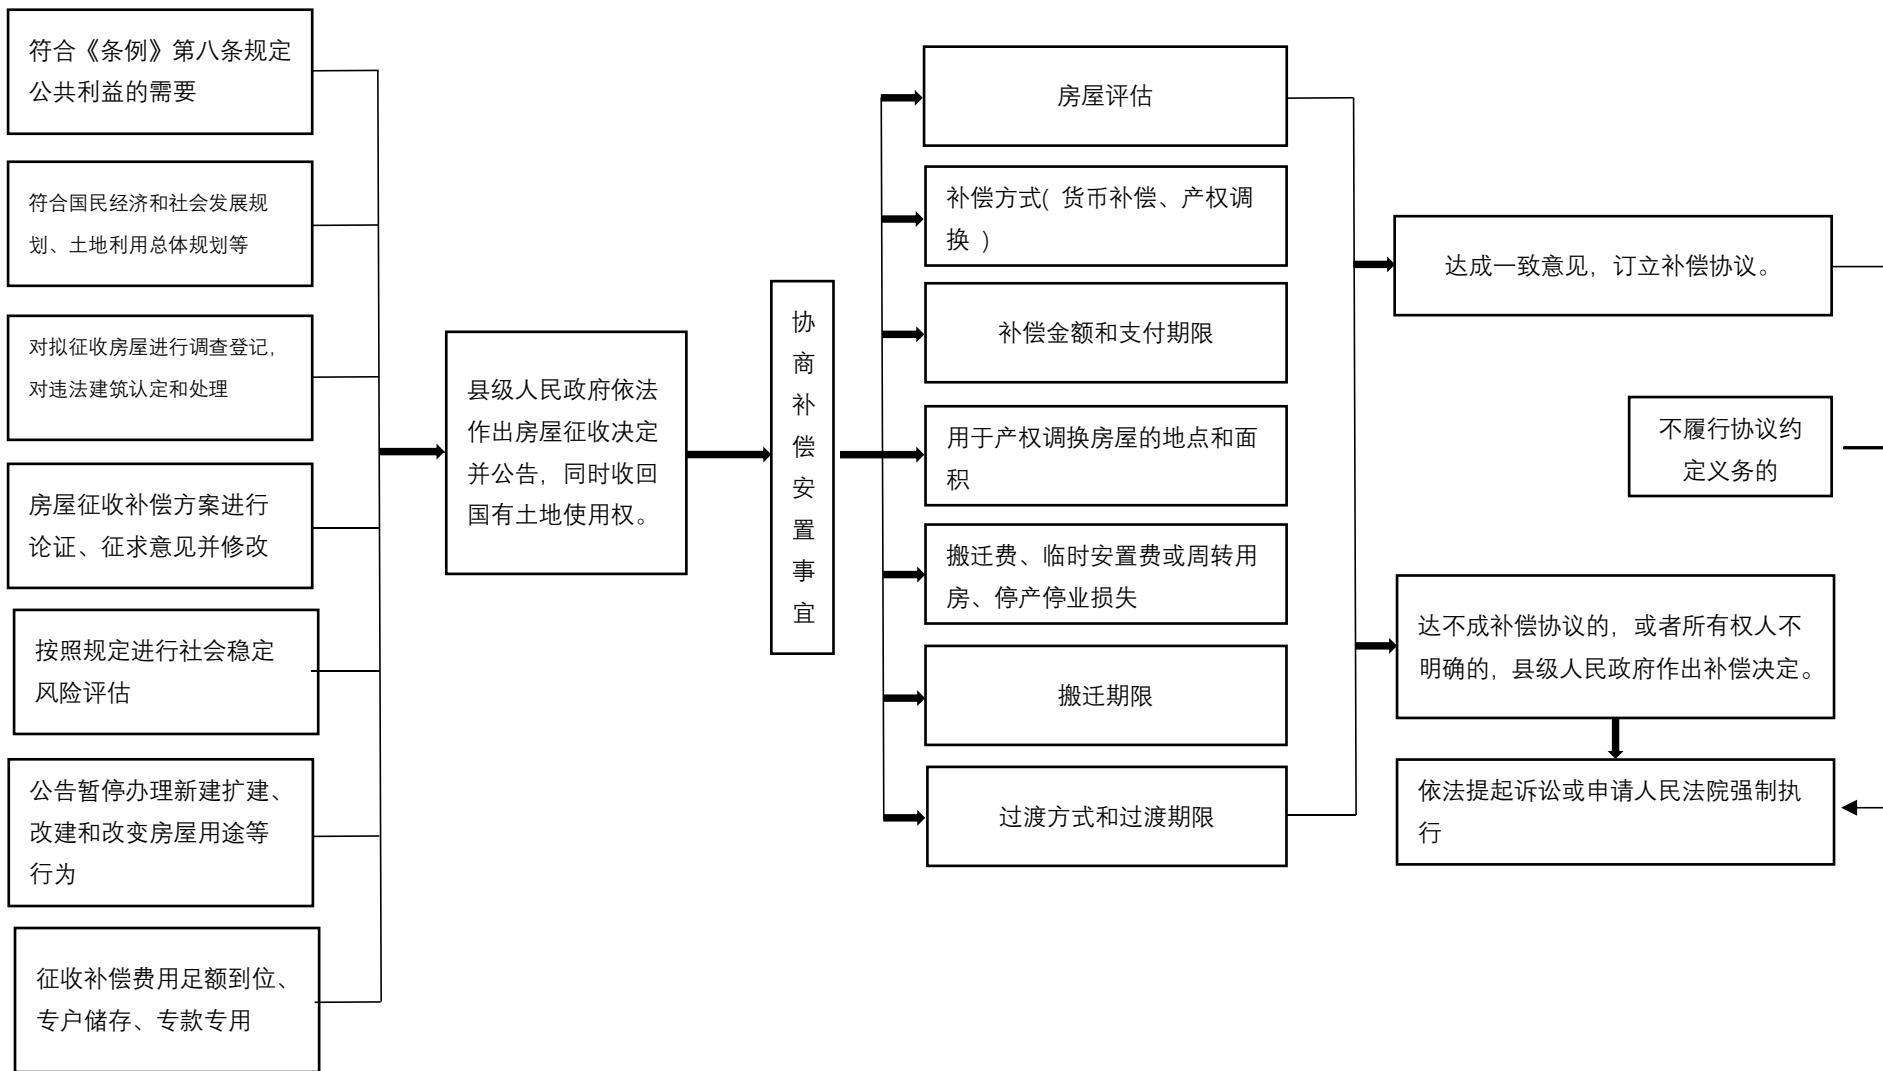 符合《条例》第八条规定
公共利益的需要
符合国民经济和社会发展规
划、土地利用总体规划等
对拟征收房屋进行调查登记,
对违法建筑认定和处理
房屋征收补偿方案进行
论证、征求意见并修改
按照规定进行社会稳定
风险评估
公告暂停办理新建扩建、
改建和改变房屋用途等
行为
征收补偿费用足额到位、
专户储存、专款专用
县级人民政府依法
作出房屋征收决定
并公告, 同时收回
国有土地使用权。
协
商
补
偿
安
置
事
宜
房屋评估
补偿方式( 货币补偿、产权调
换 )
补偿金额和支付期限
用于产权调换房屋的地点和面
积
搬迁费、临时安置费或周转用
房、停产停业损失
搬迁期限
过渡方式和过渡期限
达成一致意见, 订立补偿协议。
不履行协议约
定义务的
达不成补偿协议的, 或者所有权人不
明确的, 县级人民政府作出补偿决定。
依法提起诉讼或申请人民法院强制执
行